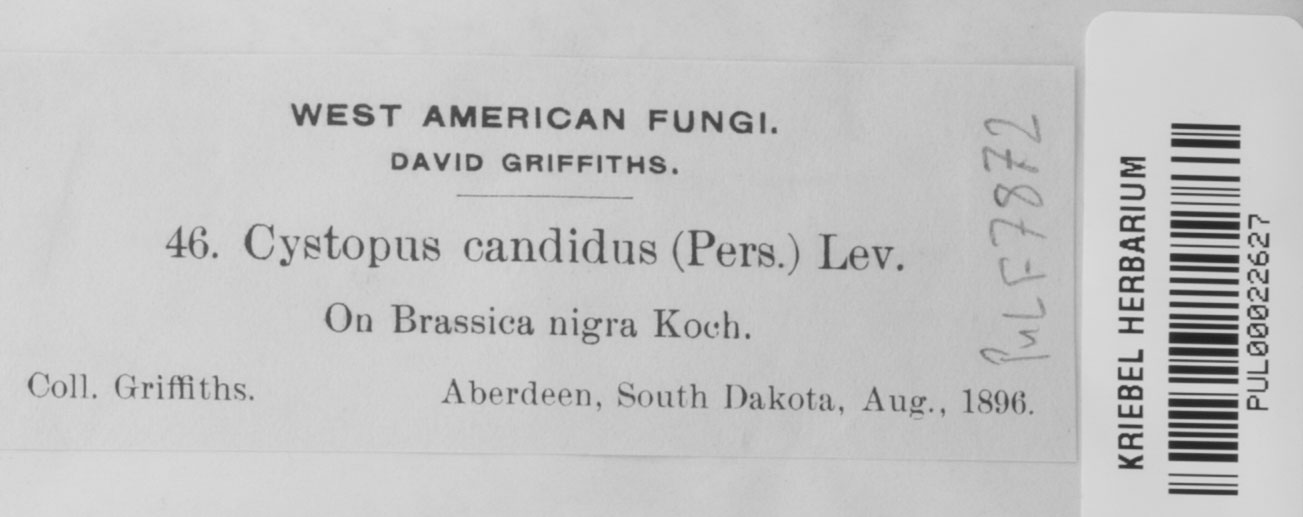 WEST AMERICAN FUNGI.
DAVID GRIFFITHS.
46. Cystopus candidus (Pers.) Lev.
On Brassica nigra Koch.
Coll. Griffiths. Aberdeen, South Dakota, Aug., 1896.
PUL F7872
KRIEBEL HERBARIUM
PUL00022627